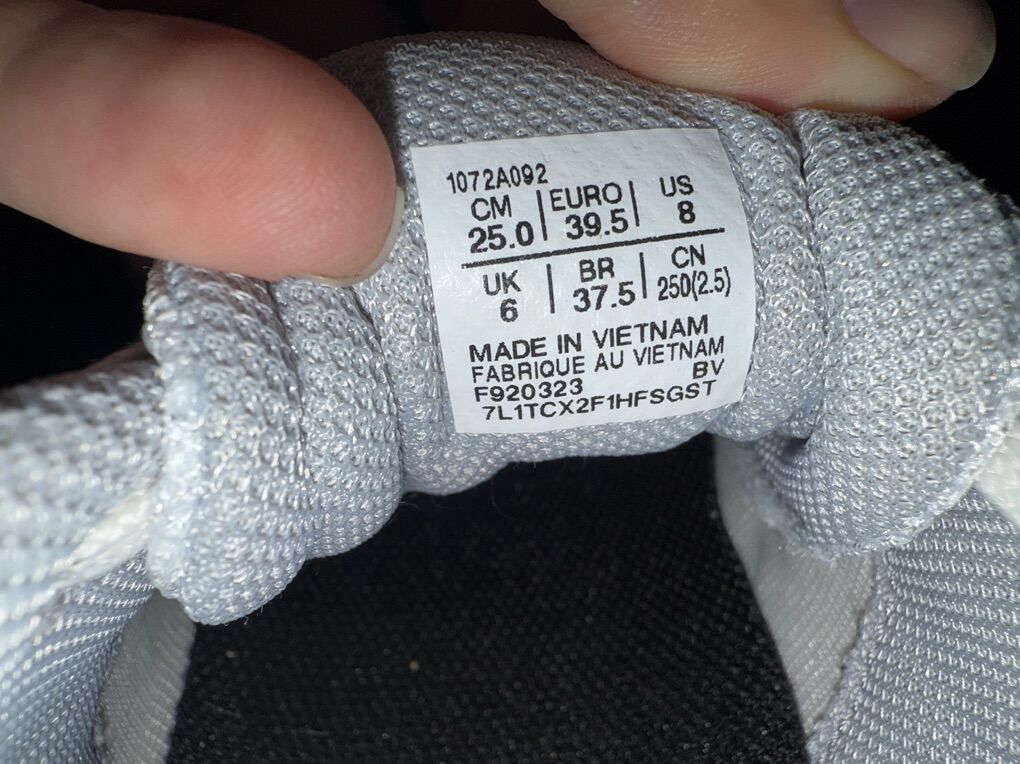 1072A092
CM | EURO | US
25.0 | 39.5 | 8
UK | BR | CN
6 | 37.5 | 250(2.5)
MADE IN VIETNAM
FABRIQUE AU VIETNAM
F920323 BV
7L1TCX2F1HFSGST